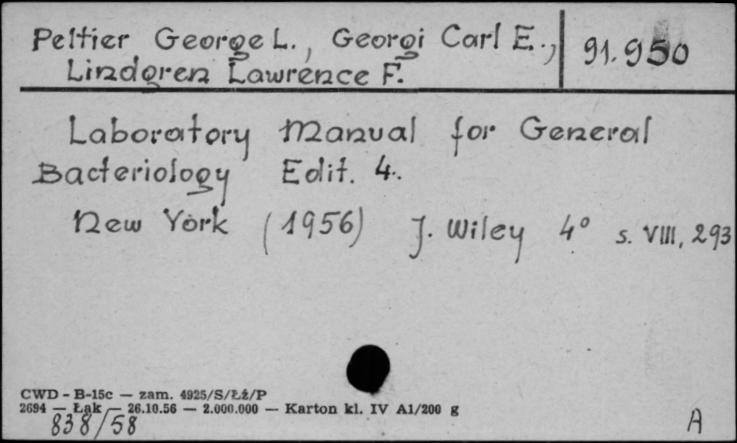 Peltier George L., Georgi Carl E., 91.950
Lindgren Lawrence F.
Laboratory Manual for General
Bacteriology Edit. 4.
New York (1956) J. Wiley 4° s. VIII, 293
CWD - B-15c — zam. 4925/S/Łź/P
2694 — Łąk — 26.10.56 — 2.000.000 — Karton kl. IV A1/200 g
838/58 A